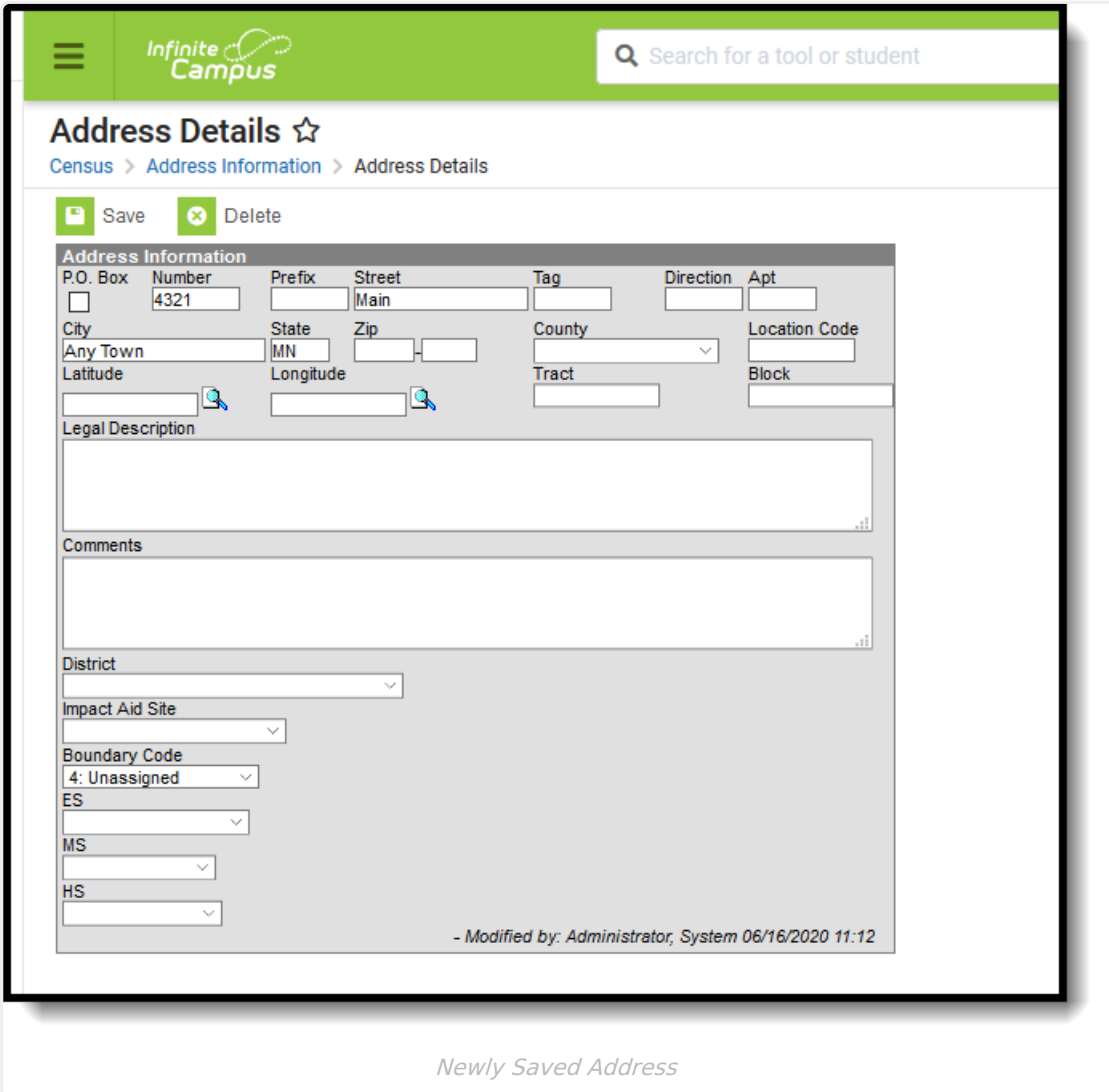 Infinite
Campus
Search for a tool or student
Address Details
Census > Address Information > Address Details
Save Delete
Address Information
P.O. Box Number Prefix Street Tag Direction Apt
4321 Main
City State Zip County Location Code
Any Town MN -
Latitude Longitude Tract Block
Legal Description
Comments
District
Impact Aid Site
Boundary Code
4: Unassigned
ES
MS
HS
- Modified by: Administrator, System 06/16/2020 11:12
Newly Saved Address